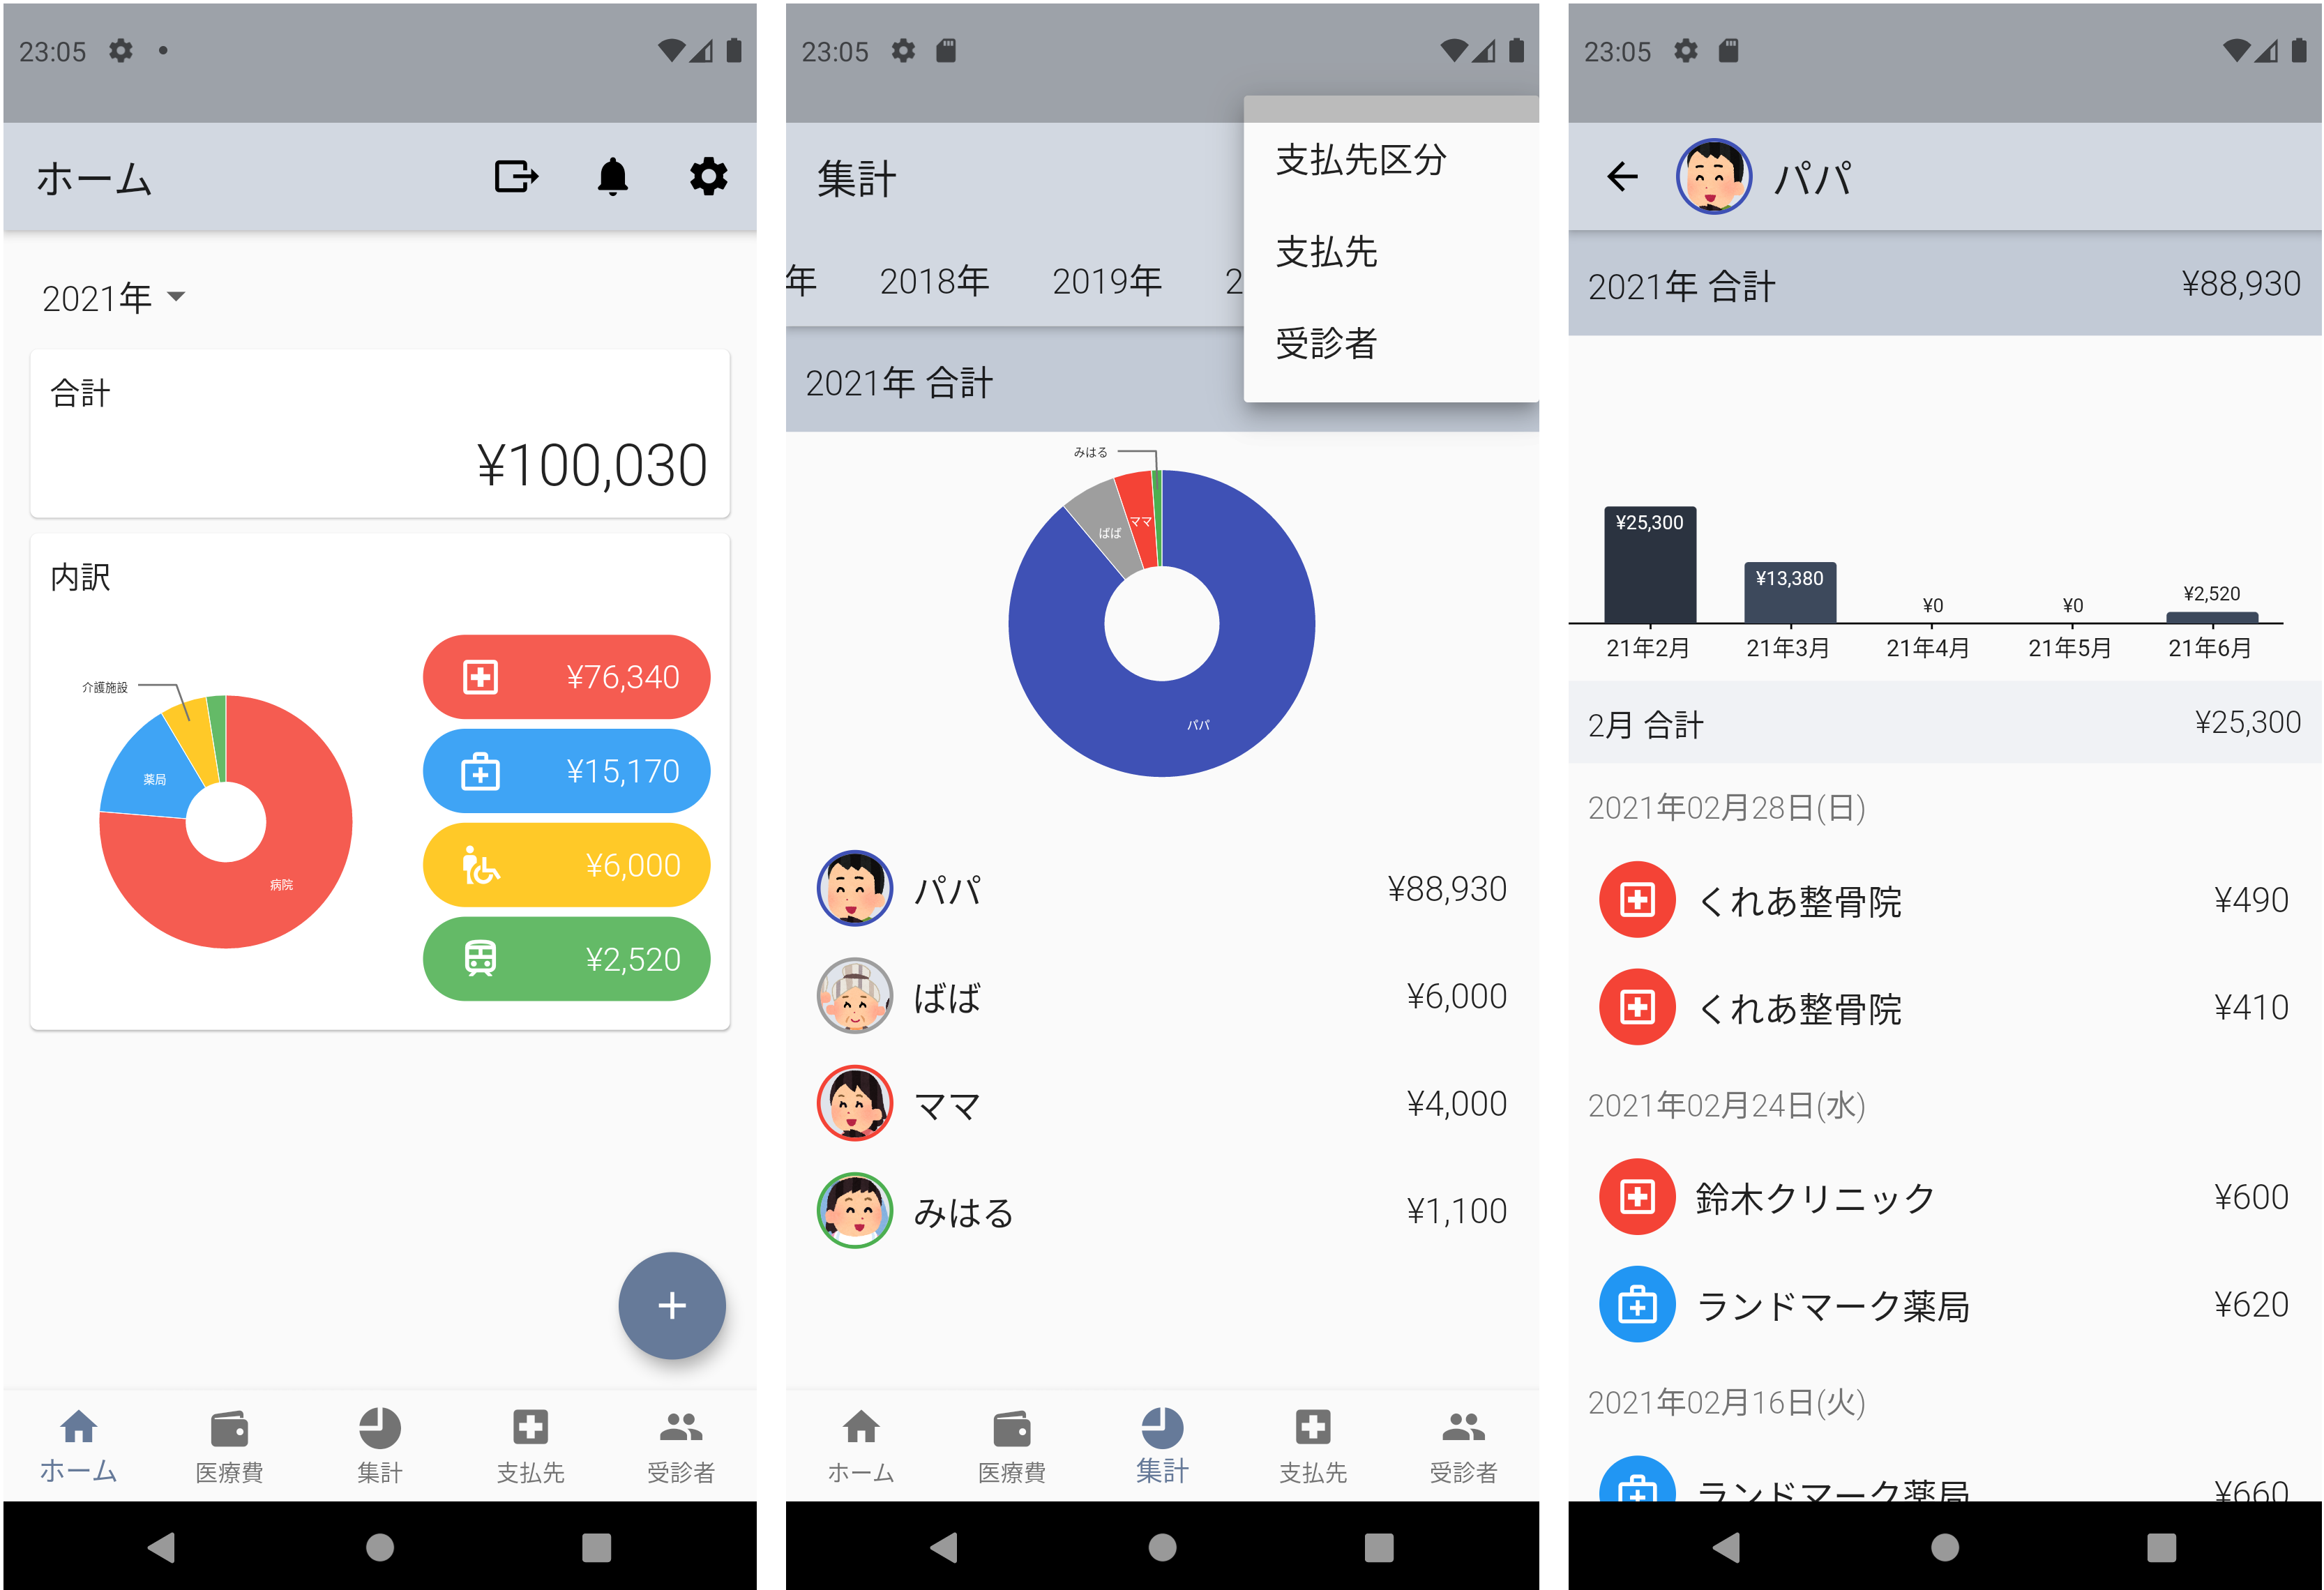 23:05
ホーム
2021年
合計
¥100,030
内訳
介護施設
薬局
病院
¥76,340
¥15,170
¥6,000
¥2,520
ホーム
医療費
集計
支払先
受診者
23:05
集計
年
2018年
2019年
2
支払先区分
支払先
受診者
2021年 合計
みはる
ばば
ママ
パパ
パパ
¥88,930
ばば
¥6,000
ママ
¥4,000
みはる
¥1,100
ホーム
医療費
集計
支払先
受診者
23:05
パパ
2021年 合計
¥88,930
¥25,300
¥13,380
¥0
¥0
¥2,520
21年2月
21年3月
21年4月
21年5月
21年6月
2月 合計
¥25,300
2021年02月28日(日)
くれあ整骨院
¥490
くれあ整骨院
¥410
2021年02月24日(水)
鈴木クリニック
¥600
ランドマーク薬局
¥620
2021年02月16日(火)
ランドマーク薬局
¥660